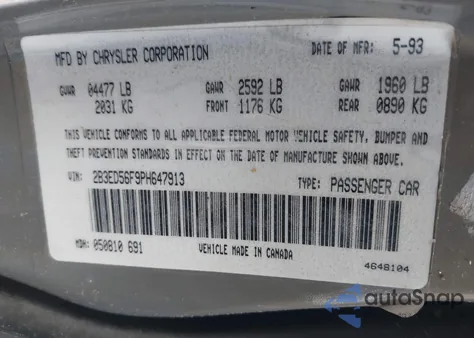 MFD BY CHRYSLER CORPORATION DATE OF MFR 5-93
GVWR 04477 LB GAWR 2592 LB GAWR 1960 LB
2031 KG FRONT 1176 KG REAR 0890 KG
THIS VEHICLE CONFORMS TO ALL APPLICABLE FEDERAL MOTOR VEHICLE SAFETY, BUMPER AND
THEFT PREVENTION STANDARDS IN EFFECT ON THE DATE OF MANUFACTURE SHOWN ABOVE.
VIN: 2B3ED56F9PH647913 TYPE: PASSENGER CAR
MDH: 050810 691 VEHICLE MADE IN CANADA 4648104
autoSnap